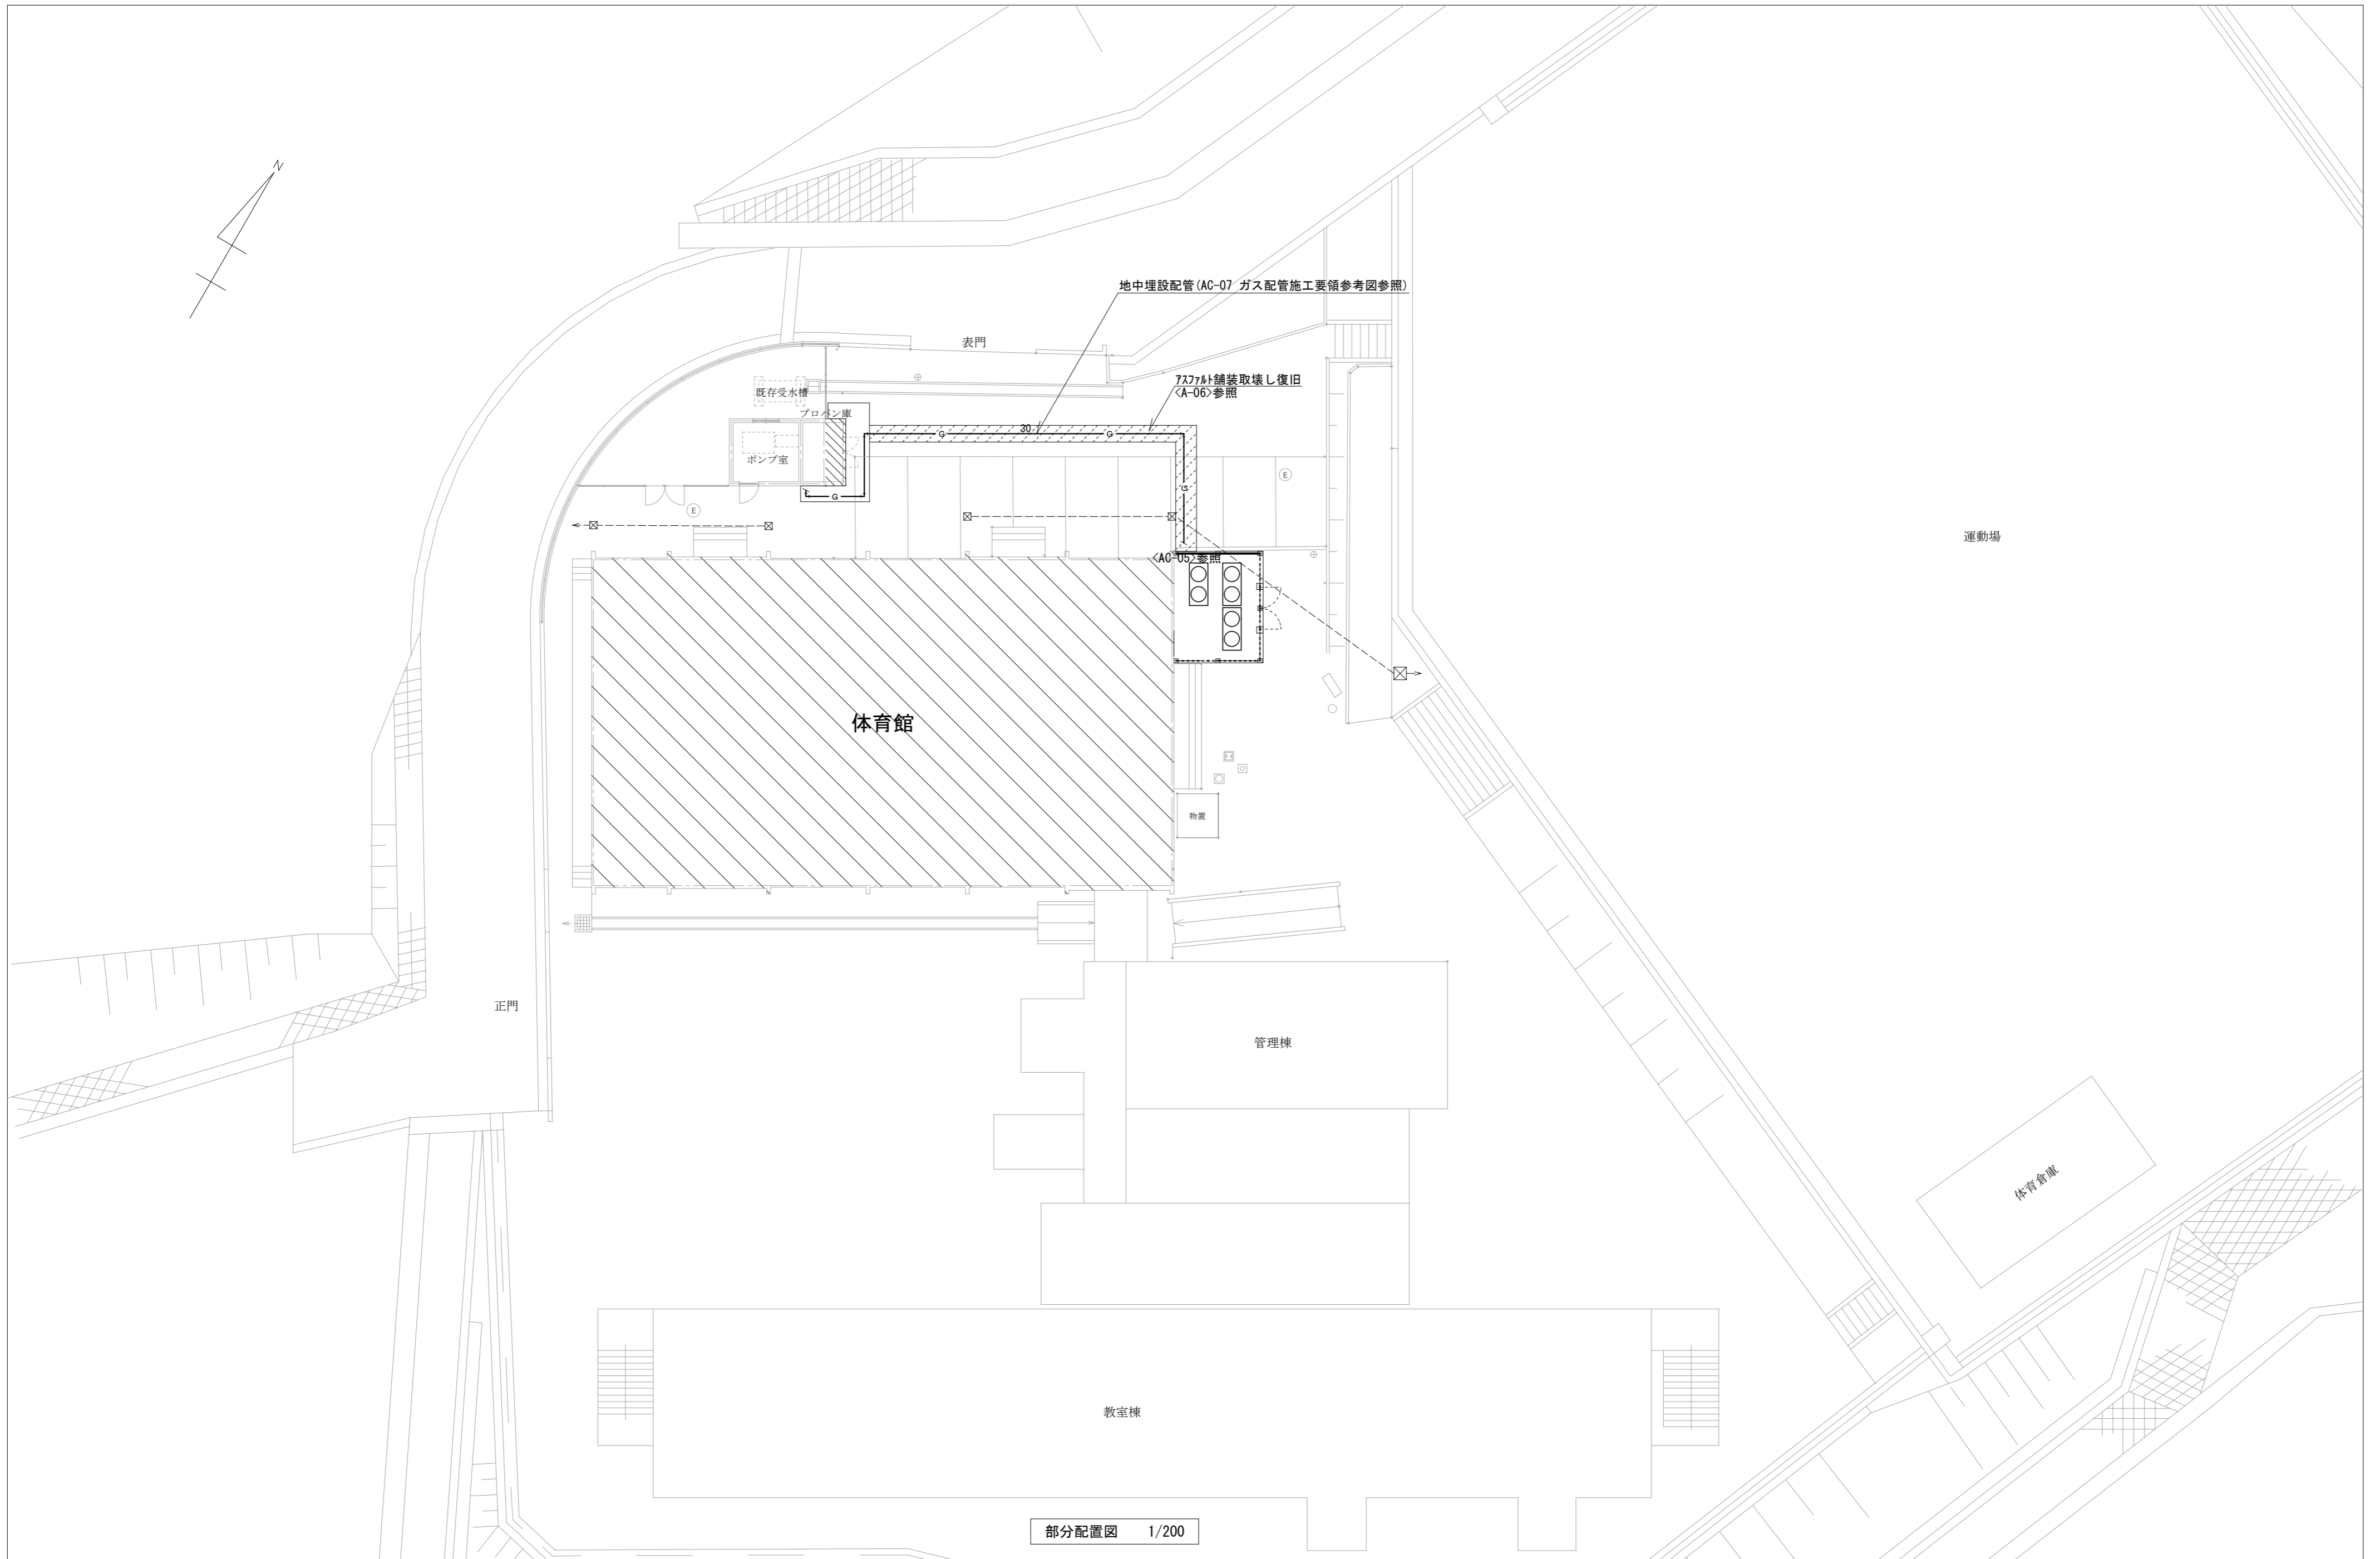 N
地中埋設配管(AC-07 ガス配管施工要領参考図参照)
表門
ｱｽﾌｧﾙﾄ舗装取壊し復旧
<A-06>参照
既存受水槽
プロパン庫
30
G
G
ポンプ室
G
G
E
E
運動場
<AC-05>参照
体育館
物置
正門
管理棟
体育倉庫
教室棟
部分配置図 1/200